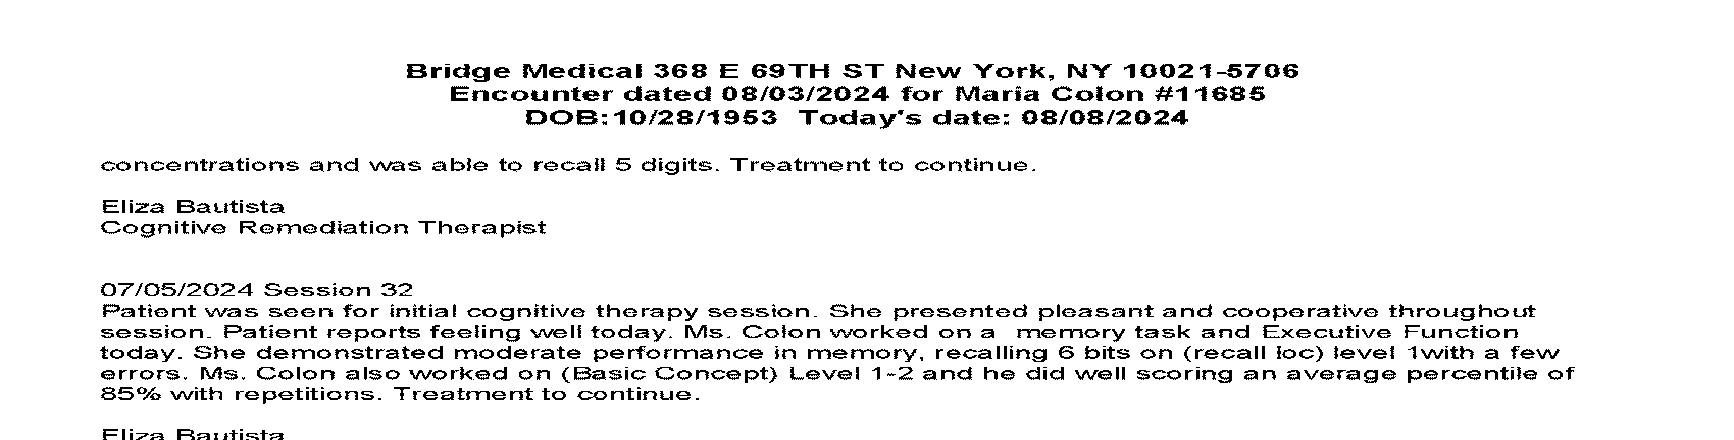 Bridge Medical 368 E 69TH ST New York, NY 10021-5706
Encounter dated 08/03/2024 for Maria Colon #11685
DOB:10/28/1953 Today's date: 08/08/2024
concentrations and was able to recall 5 digits. Treatment to continue.
Eliza Bautista
Cognitive Remediation Therapist
07/05/2024 Session 32
Patient was seen for initial cognitive therapy session. She presented pleasant and cooperative throughout
session. Patient reports feeling well today. Ms. Colon worked on a  memory task and Executive Function
today. She demonstrated moderate performance in memory, recalling 6 bits on (recall loc) level 1with a few
errors. Ms. Colon also worked on (Basic Concept) Level 1-2 and he did well scoring an average percentile of
85% with repetitions. Treatment to continue.
Eliza Bautista